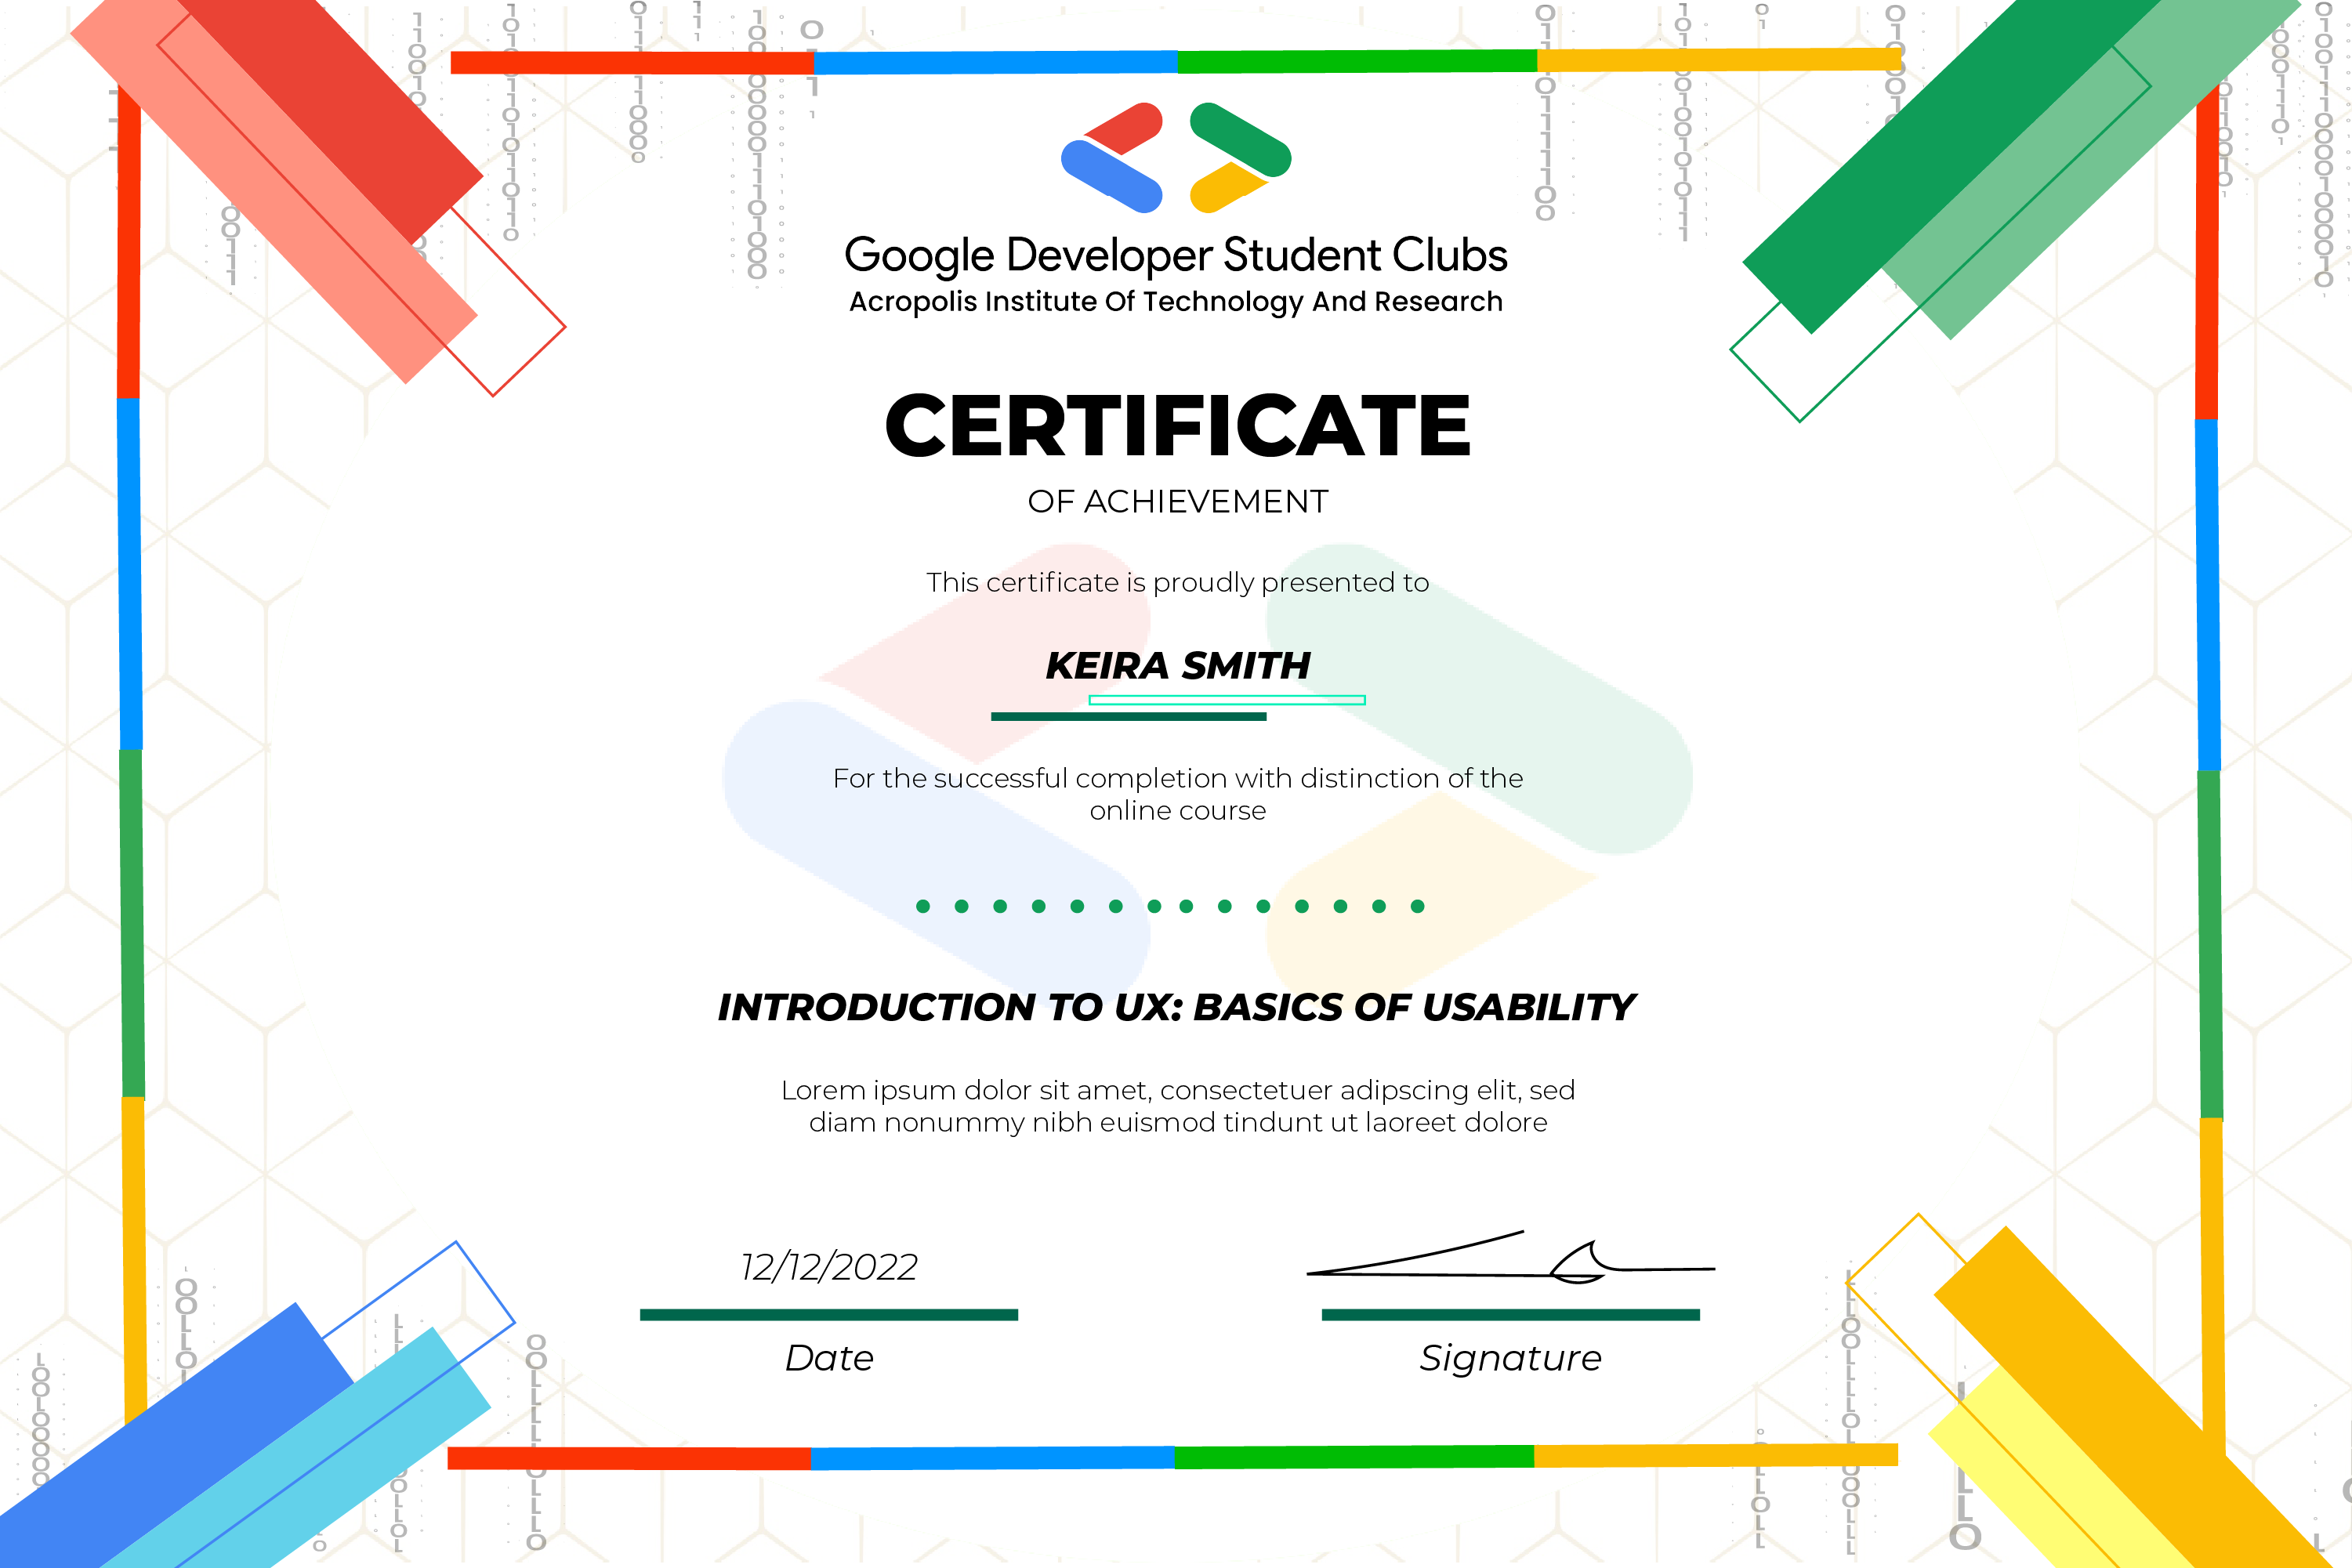 Google Developer Student Clubs
Acropolis Institute Of Technology And Research
CERTIFICATE
OF ACHIEVEMENT
This certificate is proudly presented to
KEIRA SMITH
For the successful completion with distinction of the
online course
INTRODUCTION TO UX: BASICS OF USABILITY
Lorem ipsum dolor sit amet, consectetuer adipscing elit, sed
diam nonummy nibh euismod tindunt ut laoreet dolore
12/12/2022
Date
Signature